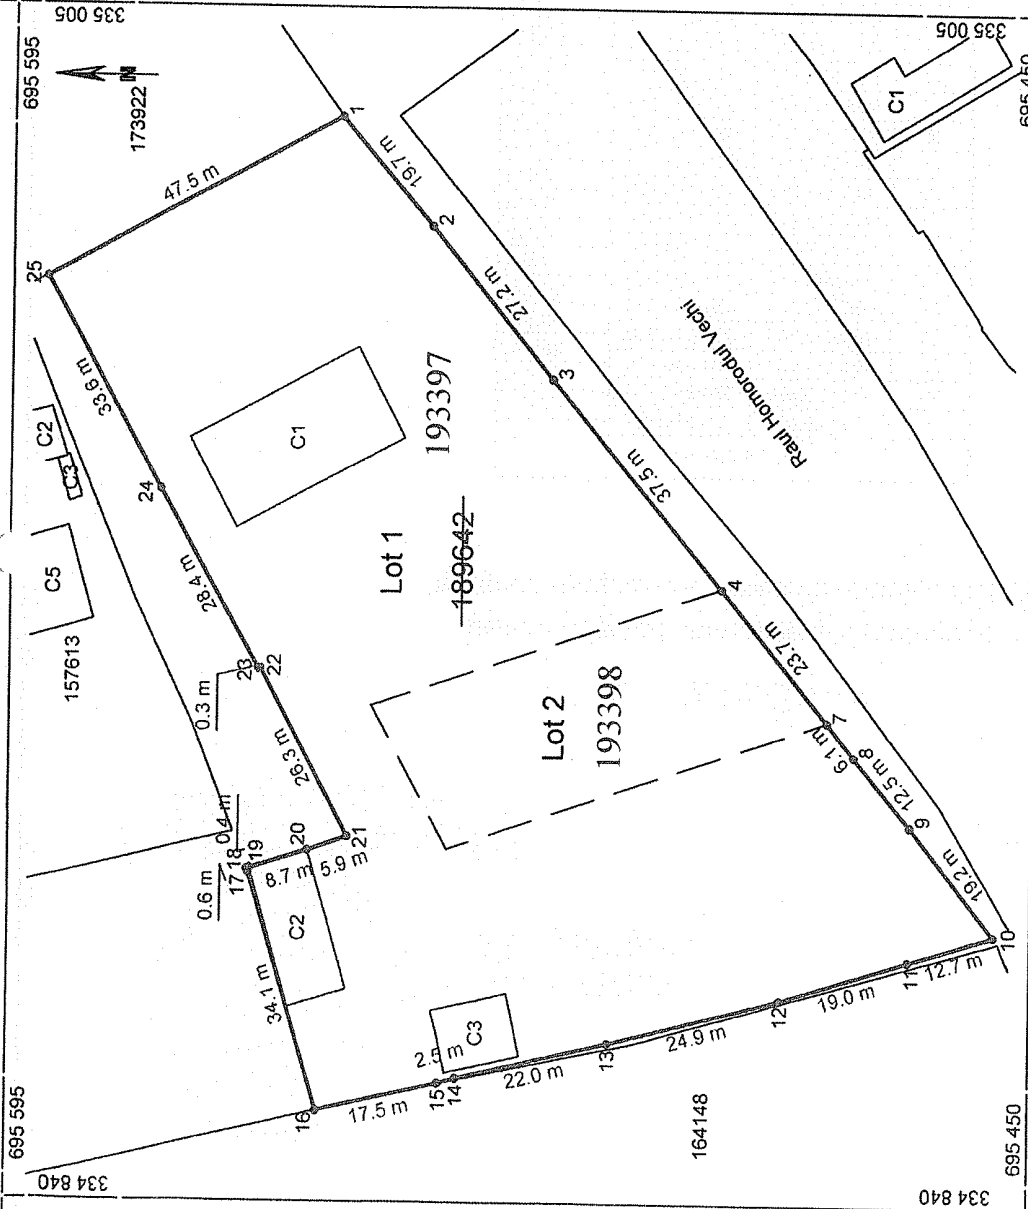 335 005
335 005
695 595
N
173922
C1
695 450
1
47.5 m
19.7 m
2
25
27.2 m
33.6 m
3
C2
C3
C1
193397
Raul Homorodul Vechi
24
37.5 m
C5
28.4 m
Lot 1
189642
4
157613
23
22
0.3 m
23.7 m
Lot 2
193398
7
6.1 m
8
26.3 m
12.5 m
9
0.4 m
21
20
5.9 m
18
19
17
8.7 m
0.6 m
19.2 m
C2
10
11
12.7 m
34.1 m
12
19.0 m
C3
2.5 m
13
24.9 m
22.0 m
14
15
16
17.5 m
695 595
164148
695 450
334 840
334 840